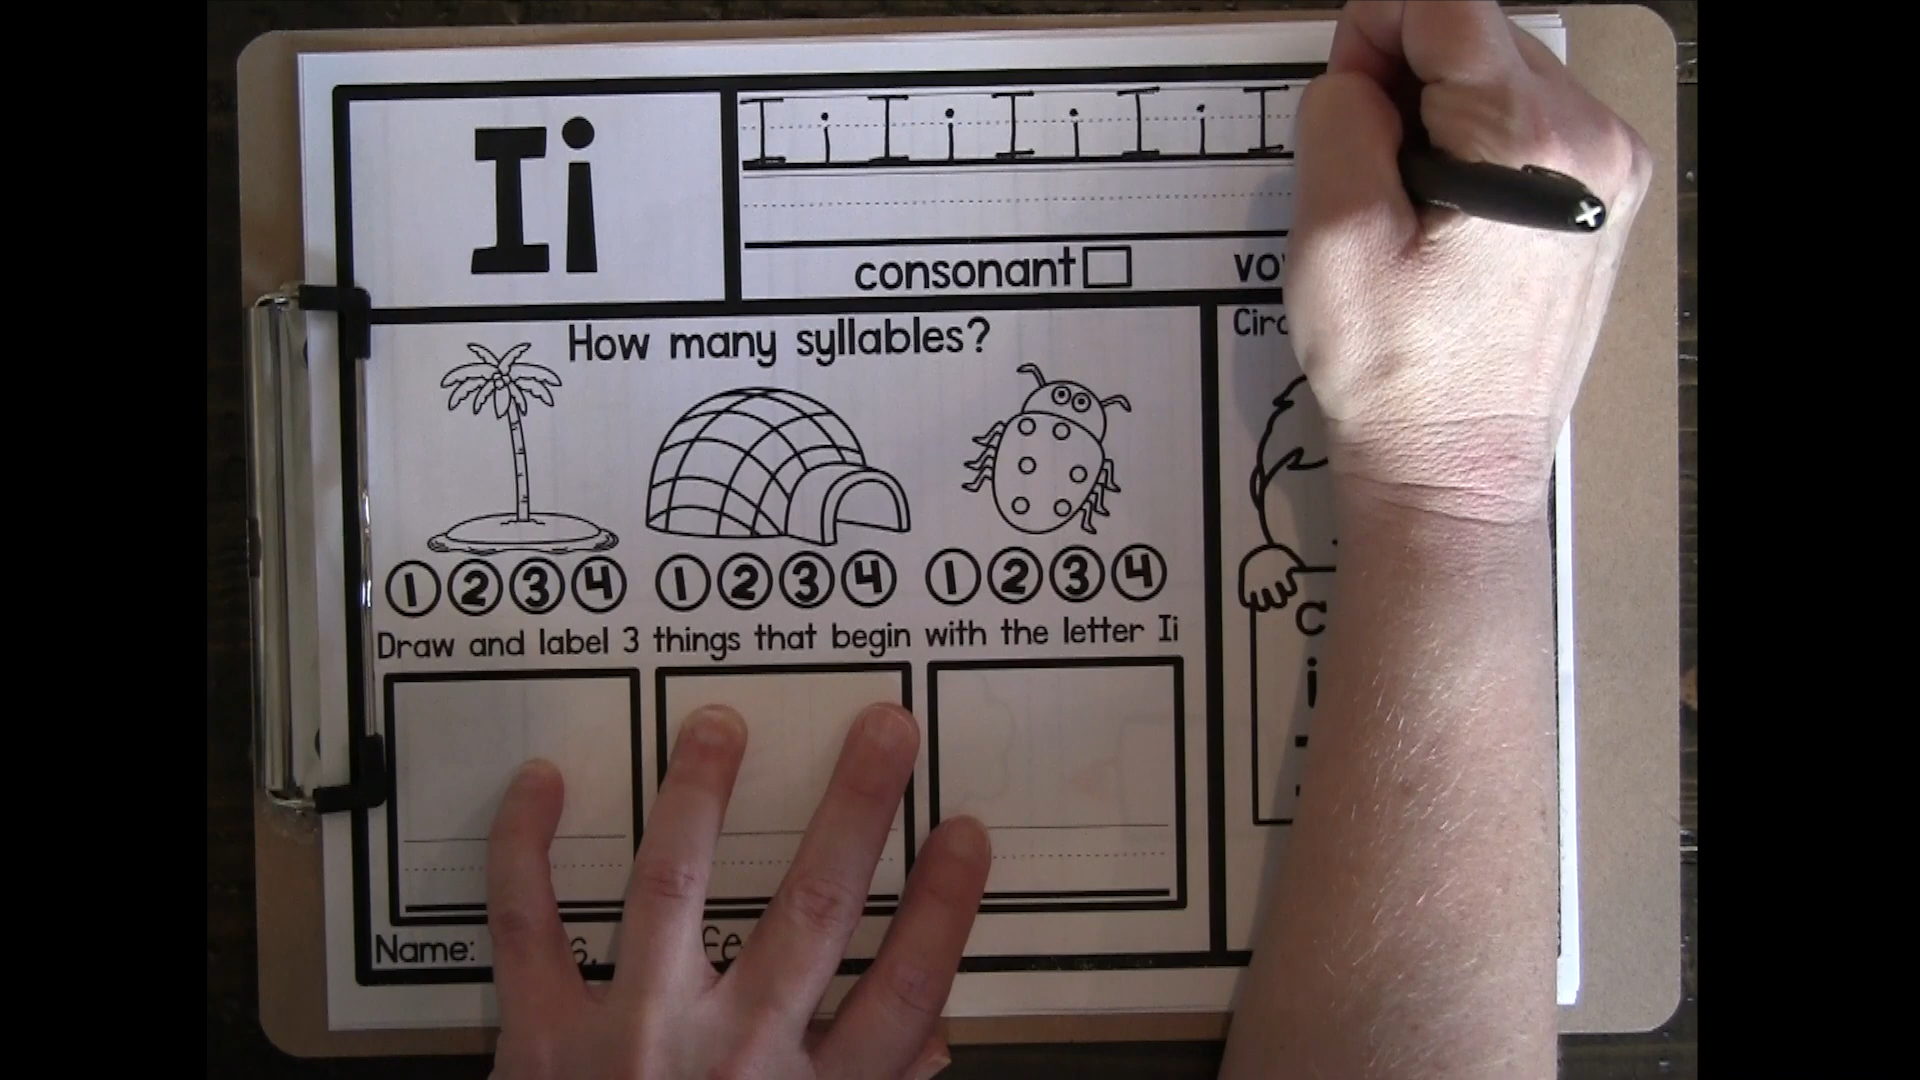 Ii
I i I i I i I i I
consonant
How many syllables?
Circ
1 2 3 4 1 2 3 4 1 2 3 4
Draw and label 3 things that begin with the letter Ii
Name: